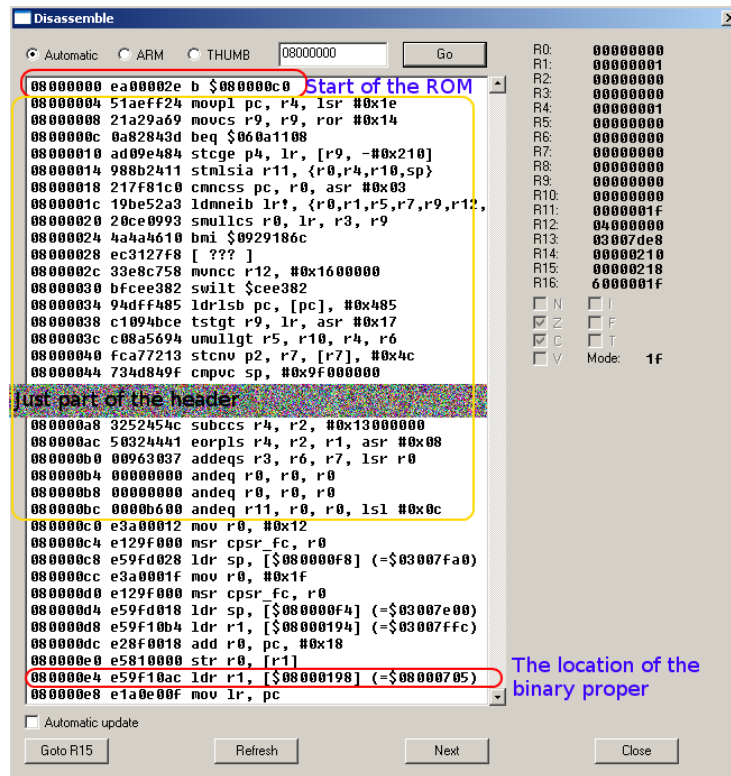 Disassemble
Automatic ARM THUMB 08000000 Go
08000000 ea00002e b $080000c0 Start of the ROM
08000004 51aeff24 movpl pc, r4, lsr #0x1e
08000008 21a29a69 movcs r9, r9, ror #0x14
0800000c 0a82843d beq $060a1108
08000010 ad09e484 stcge p4, lr, [r9, -#0x210]
08000014 988b2411 stmlsia r11, {r0,r4,r10,sp}
08000018 217f81c0 cmncss pc, r0, asr #0x03
0800001c 19be52a3 ldmneib lr!, {r0,r1,r5,r7,r9,r12,
08000020 20ce0993 smullcs r0, lr, r3, r9
08000024 4a4a4610 bmi $0929186c
08000028 ec3127f8 [ ??? ]
0800002c 33e8c758 mvncc r12, #0x1600000
08000030 bfcee382 swilt $cee382
08000034 94dff485 ldrlsb pc, [pc], #0x485
08000038 c1094bce tstgt r9, lr, asr #0x17
0800003c c08a5694 umullgt r5, r10, r4, r6
08000040 fca77213 stcnv p2, r7, [r7], #0x4c
08000044 734d849f cmpvc sp, #0x9f000000
Just part of the header
080000a8 3252454c subccs r4, r2, #0x13000000
080000ac 50324441 eorpls r4, r2, r1, asr #0x08
080000b0 00963037 addeqs r3, r6, r7, lsr r0
080000b4 00000000 andeq r0, r0, r0
080000b8 00000000 andeq r0, r0, r0
080000bc 0000b600 andeq r11, r0, r0, lsl #0x0c
080000c0 e3a00012 mov r0, #0x12
080000c4 e129f000 msr cpsr_fc, r0
080000c8 e59fd028 ldr sp, [$080000f8] (=$03007fa0)
080000cc e3a0001f mov r0, #0x1f
080000d0 e129f000 msr cpsr_fc, r0
080000d4 e59fd018 ldr sp, [$080000f4] (=$03007e00)
080000d8 e59f10b4 ldr r1, [$08000194] (=$03007ffc)
080000dc e28f0018 add r0, pc, #0x18
080000e0 e5810000 str r0, [r1]
080000e4 e59f10ac ldr r1, [$08000198] (=$08000705)
080000e8 e1a0e00f mov lr, pc
The location of the
binary proper
R0: 00000000
R1: 00000001
R2: 00000000
R3: 00000000
R4: 00000001
R5: 00000000
R6: 00000000
R7: 00000000
R8: 00000000
R9: 00000000
R10: 00000000
R11: 0000001f
R12: 04000000
R13: 03007de8
R14: 00000210
R15: 00000218
R16: 6000001f
N I
Z F
C T
V Mode: 1f
Automatic update
Goto R15 Refresh Next Close